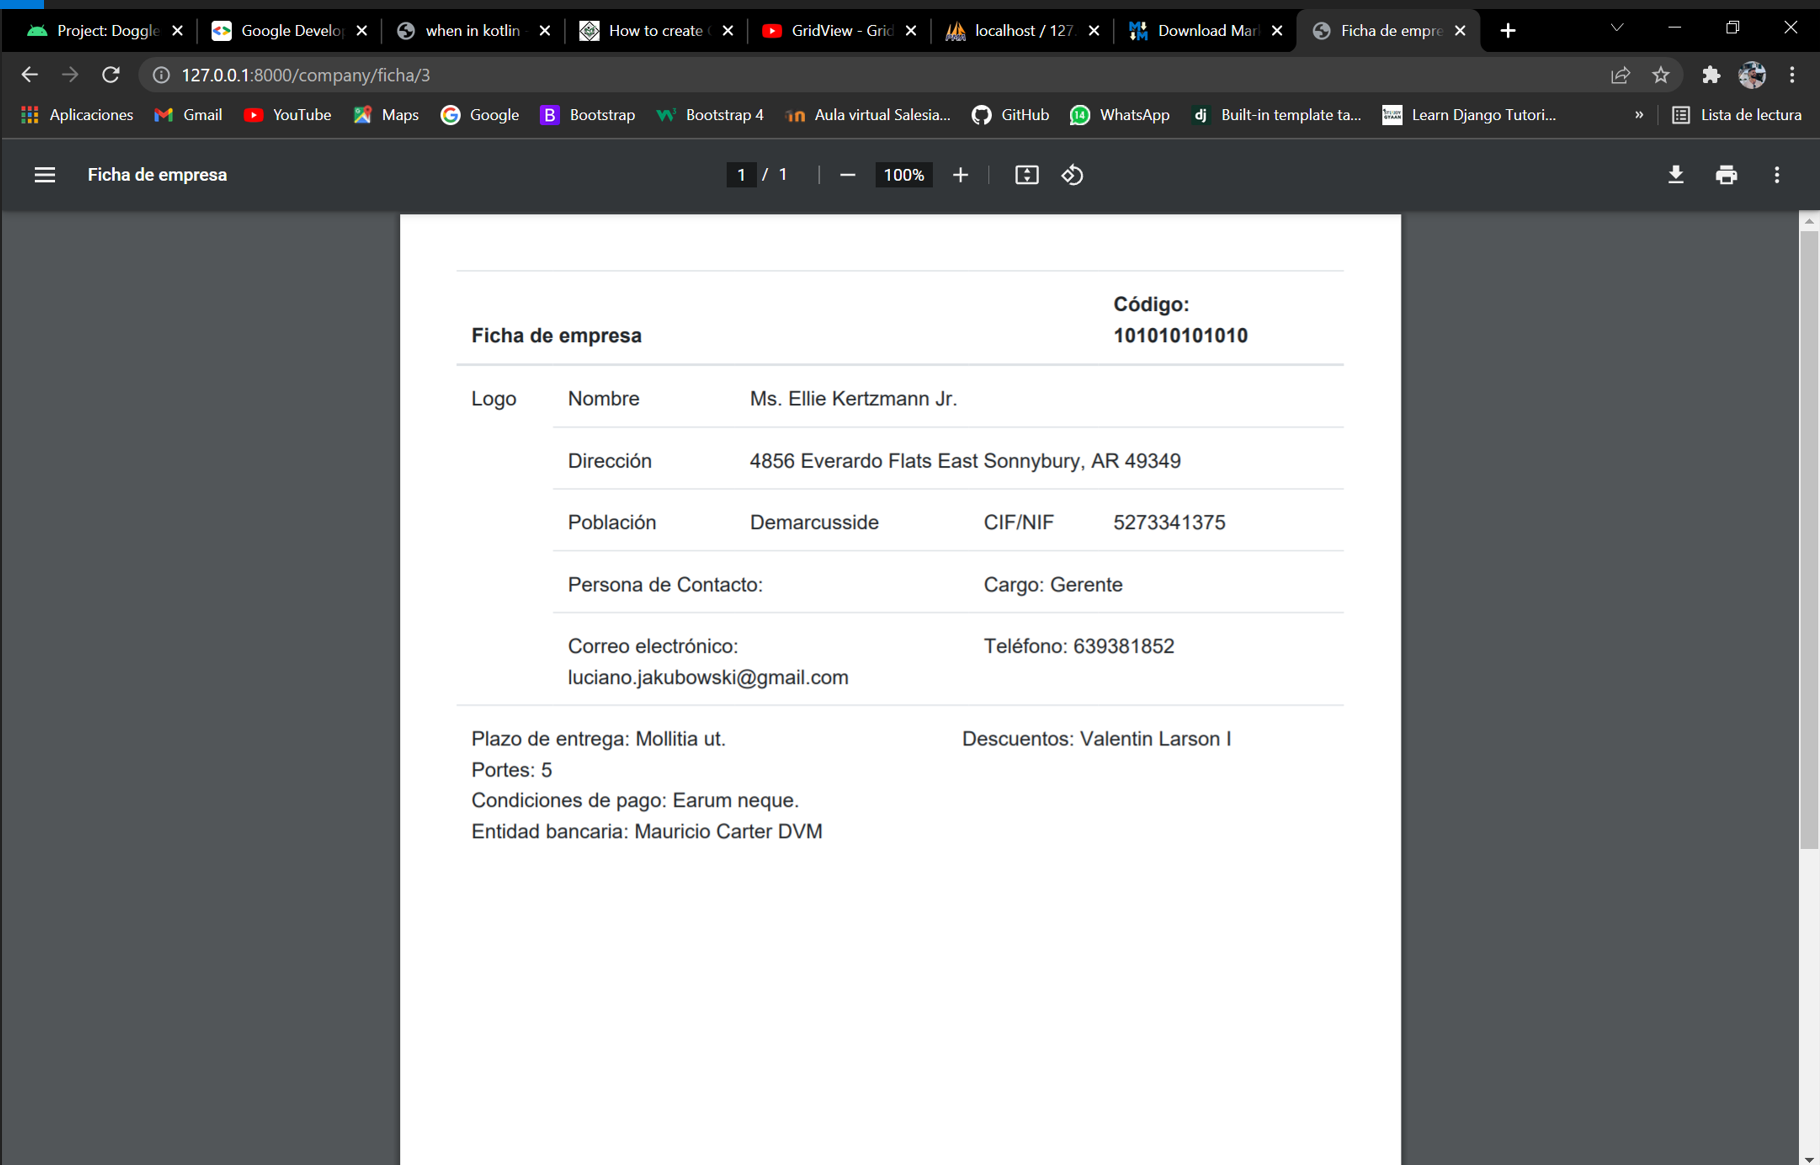 Project: Doggle
Google Develop
when in kotlin
How to create
GridView - Grid
localhost / 127.
Download Mar
Ficha de empre
127.0.0.1:8000/company/ficha/3
Aplicaciones
Gmail
YouTube
Maps
Google
Bootstrap
Bootstrap 4
Aula virtual Salesia...
GitHub
14
WhatsApp
dj
Built-in template ta...
Learn Django Tutori...
»
Lista de lectura
Ficha de empresa
1 / 1
100%
Código:
Ficha de empresa
101010101010
Logo
Nombre
Ms. Ellie Kertzmann Jr.
Dirección
4856 Everardo Flats East Sonnybury, AR 49349
Población
Demarcusside
CIF/NIF
5273341375
Persona de Contacto:
Cargo: Gerente
Correo electrónico:
Teléfono: 639381852
luciano.jakubowski@gmail.com
Plazo de entrega: Mollitia ut.
Descuentos: Valentin Larson I
Portes: 5
Condiciones de pago: Earum neque.
Entidad bancaria: Mauricio Carter DVM